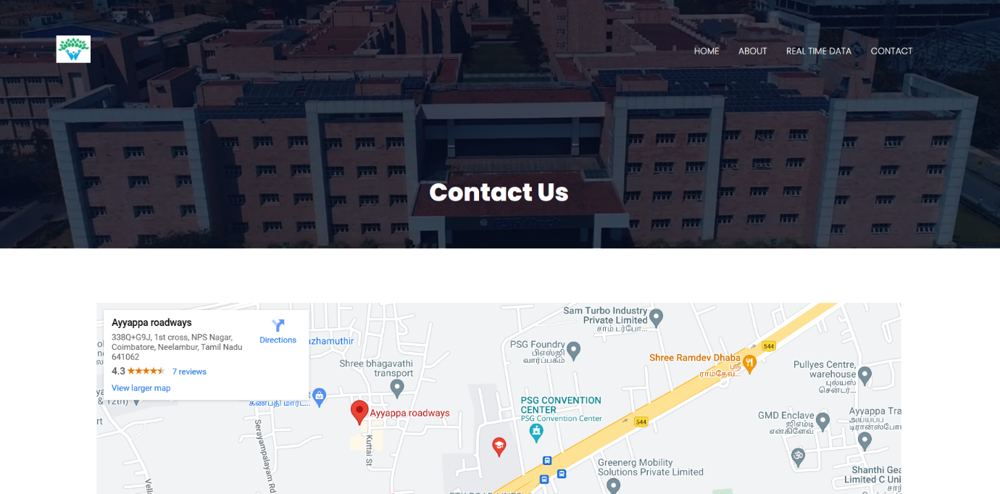 HOME
ABOUT
REAL TIME DATA
CONTACT
Contact Us
Ayyappa roadways
338Q+G9J, 1st cross, NPS Nagar,
Coimbatore, Neelambur, Tamil Nadu
641062
Directions
4.3
7 reviews
View larger map
azhamuthir
Shree bhagavathi
transport
& 12th)
கணபதி மார்ட்...
Ayyappa roadways
Serayampalayam Rd
Kuttai St
Sam Turbo Industry
Private Limited
சாம் டர்போ...
PSG Foundry
பிஎஸ்ஜி
வார்ப்பகம்
544
Shree Ramdev Dhaba
ஸ்ரீ
ராம்தேவ்...
Pullyes Centre,
warehouse
புல்யஸ்
சென்டர்...
PSG CONVENTION
CENTER
PSG Convention Center
544
GMD Enclave
ஜிஎம்டி
என்கிளேவ்
Ayyappa Tra
அய்யப்ப
டிரான்ஸ்போ
Greenerg Mobility
Solutions Private Limited
Shanthi Gea
Limited C Uni